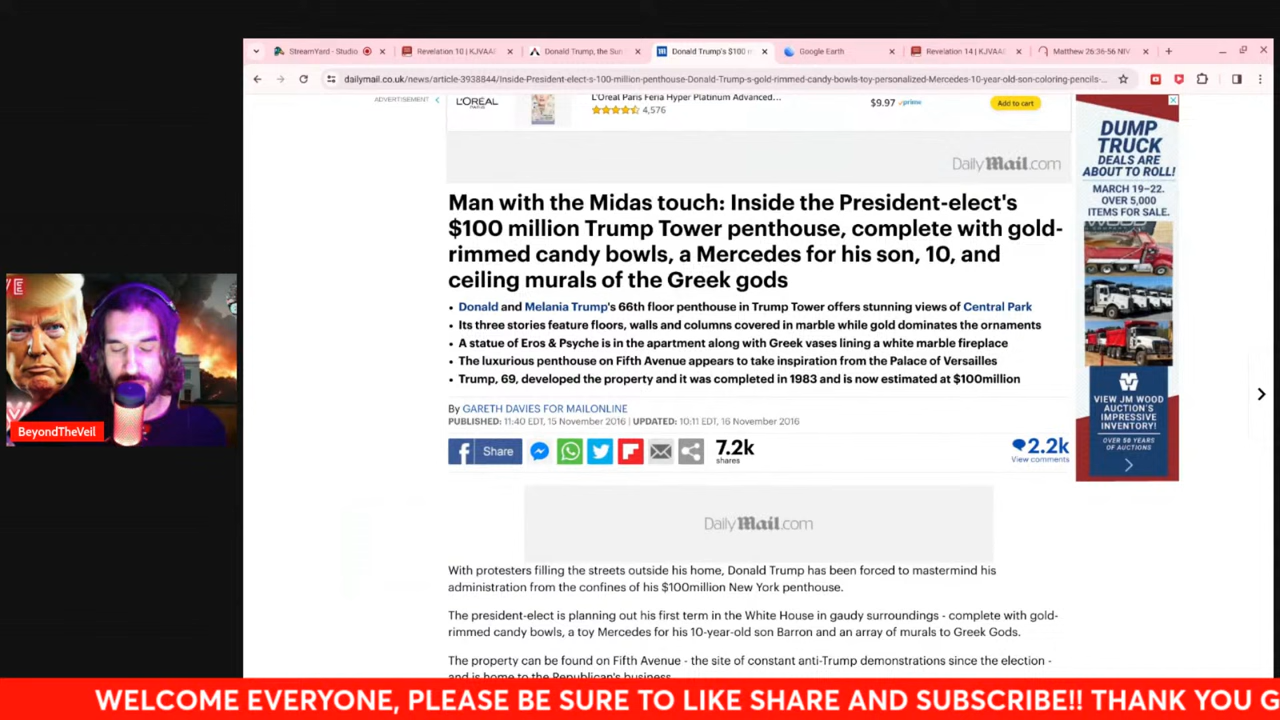 StreamYard - Studio
Revelation 10 | KJVAAE
Donald Trump, the Sun
Donald Trump's $100 m
Google Earth
Revelation 14 | KJVAAE
Matthew 26:36-56 NIV
dailymail.co.uk/news/article-3938844/Inside-President-elect-s-100-million-penthouse-Donald-Trump-s-gold-rimmed-candy-bowls-toy-personalized-Mercedes-10-year-old-son-coloring-pencils-...
ADVERTISEMENT
L'OREAL
L'Oreal Paris Feria Hyper Platinum Advanced...
4,576
$9.97 prime
Add to cart
DailyMail.com
Man with the Midas touch: Inside the President-elect's
$100 million Trump Tower penthouse, complete with gold-
rimmed candy bowls, a Mercedes for his son, 10, and
ceiling murals of the Greek gods
• Donald and Melania Trump's 66th floor penthouse in Trump Tower offers stunning views of Central Park
• Its three stories feature floors, walls and columns covered in marble while gold dominates the ornaments
• A statue of Eros & Psyche is in the apartment along with Greek vases lining a white marble fireplace
• The luxurious penthouse on Fifth Avenue appears to take inspiration from the Palace of Versailles
• Trump, 69, developed the property and it was completed in 1983 and is now estimated at $100million
By GARETH DAVIES FOR MAILONLINE
PUBLISHED: 11:40 EDT, 15 November 2016 | UPDATED: 10:11 EDT, 16 November 2016
Share
7.2k
shares
2.2k
View comments
DailyMail.com
With protesters filling the streets outside his home, Donald Trump has been forced to mastermind his
administration from the confines of his $100million New York penthouse.
The president-elect is planning out his first term in the White House in gaudy surroundings - complete with gold-
rimmed candy bowls, a toy Mercedes for his 10-year-old son Barron and an array of murals to Greek Gods.
The property can be found on Fifth Avenue - the site of constant anti-Trump demonstrations since the election -
and is home to the Republican's business
DUMP
TRUCK
DEALS ARE
ABOUT TO ROLL!
MARCH 19–22.
OVER 5,000
ITEMS FOR SALE.
VIEW JM WOOD
AUCTION'S
IMPRESSIVE
INVENTORY!
OVER 50 YEARS
OF AUCTIONS
BeyondTheVeil
WELCOME EVERYONE, PLEASE BE SURE TO LIKE SHARE AND SUBSCRIBE!! THANK YOU G